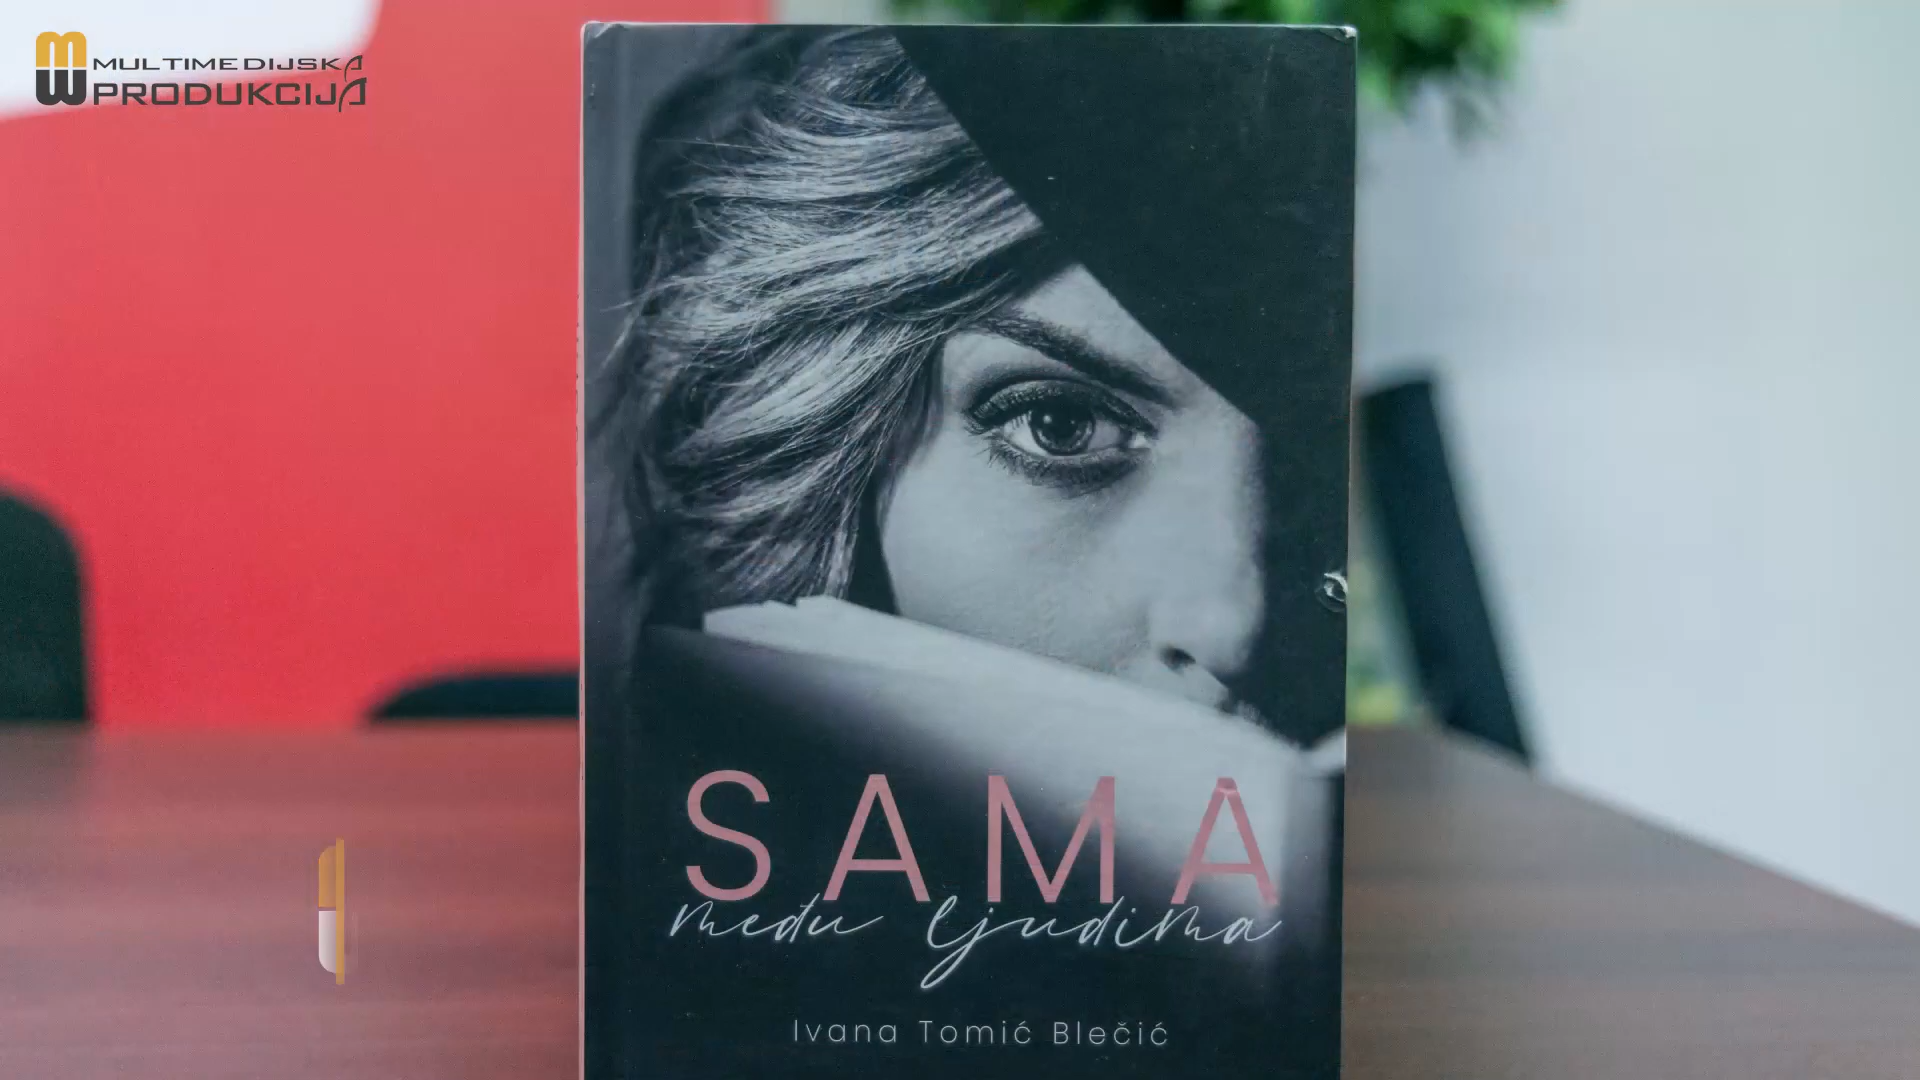 MULTIMEDIJSKA
PRODUKCIJA
SAMA
među ljudima
Ivana Tomić Blečić